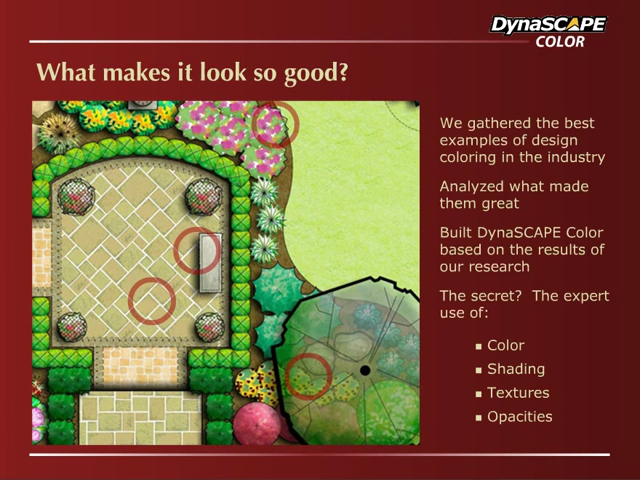 DynaSCAPE
COLOR
What makes it look so good?
We gathered the best
examples of design
coloring in the industry
Analyzed what made
them great
Built DynaSCAPE Color
based on the results of
our research
The secret?  The expert
use of:
▪ Color
▪ Shading
▪ Textures
▪ Opacities